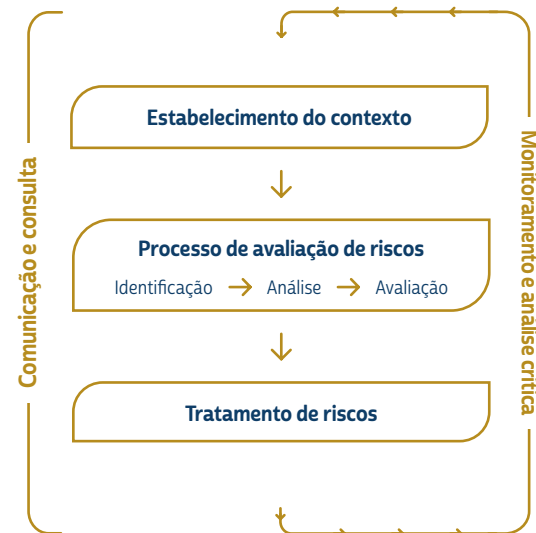 Comunicação e consulta
Estabelecimento do contexto
Processo de avaliação de riscos
Identificação → Análise → Avaliação
Tratamento de riscos
Monitoramento e análise crítica